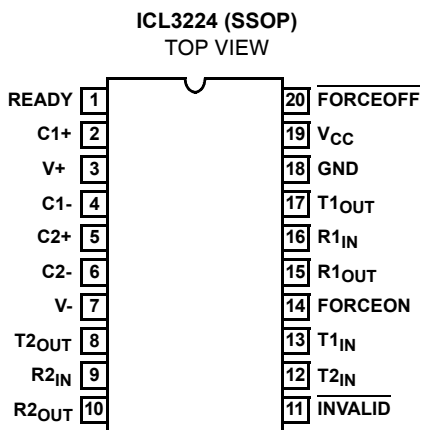 ICL3224 (SSOP)
TOP VIEW
READY 1 20 FORCEOFF
C1+ 2 19 VCC
V+ 3 18 GND
C1- 4 17 T1OUT
C2+ 5 16 R1IN
C2- 6 15 R1OUT
V- 7 14 FORCEON
T2OUT 8 13 T1IN
R2IN 9 12 T2IN
R2OUT 10 11 INVALID